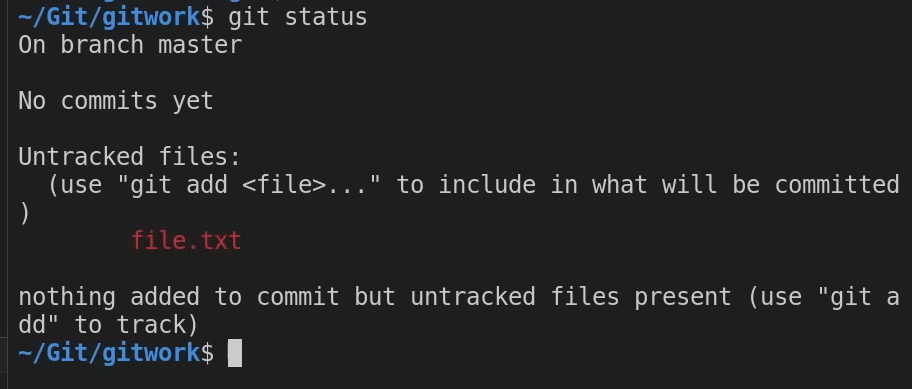 ~/Git/gitwork$ git status
On branch master
No commits yet
Untracked files:
  (use "git add <file>..." to include in what will be committed
)
        file.txt
nothing added to commit but untracked files present (use "git a
dd" to track)
~/Git/gitwork$